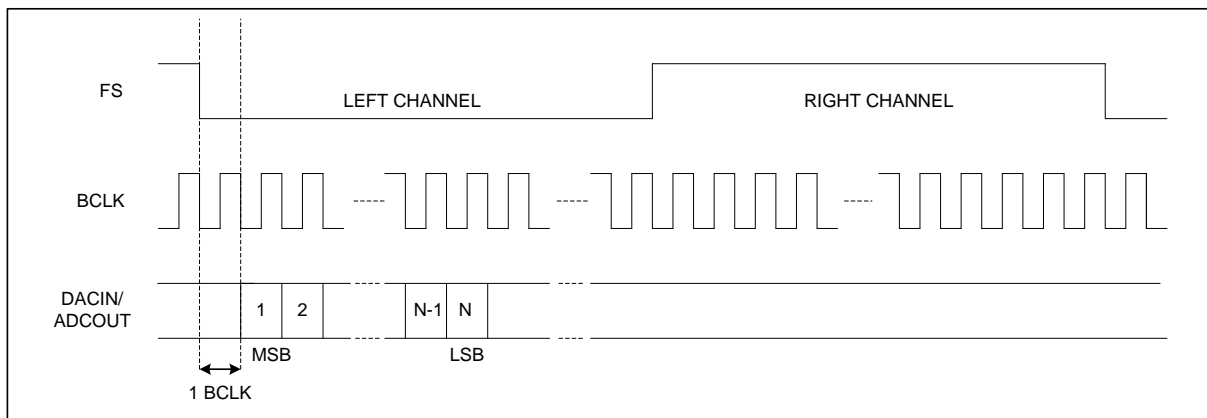 FS
LEFT CHANNEL
RIGHT CHANNEL
BCLK
DACIN/
ADCOUT
1
2
N-1
N
MSB
LSB
1 BCLK